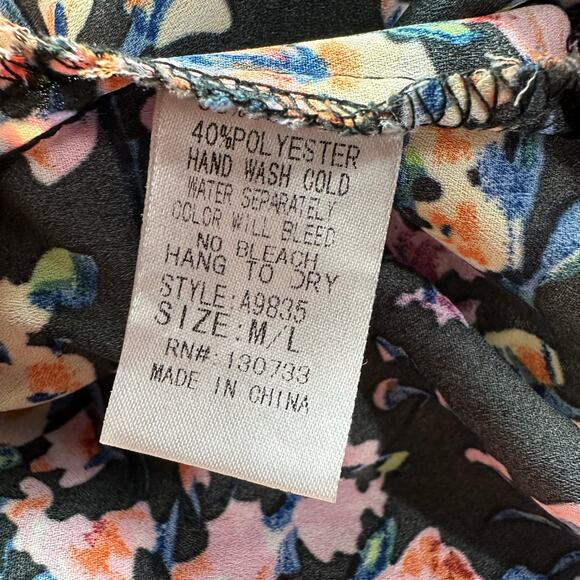 40%POLYESTER
HAND WASH COLD
WATER SEPARATELY
COLOR WILL BLEED
NO BLEACH
HANG TO DRY
STYLE:A9835
SIZE:M/L
RN#:130733
MADE IN CHINA